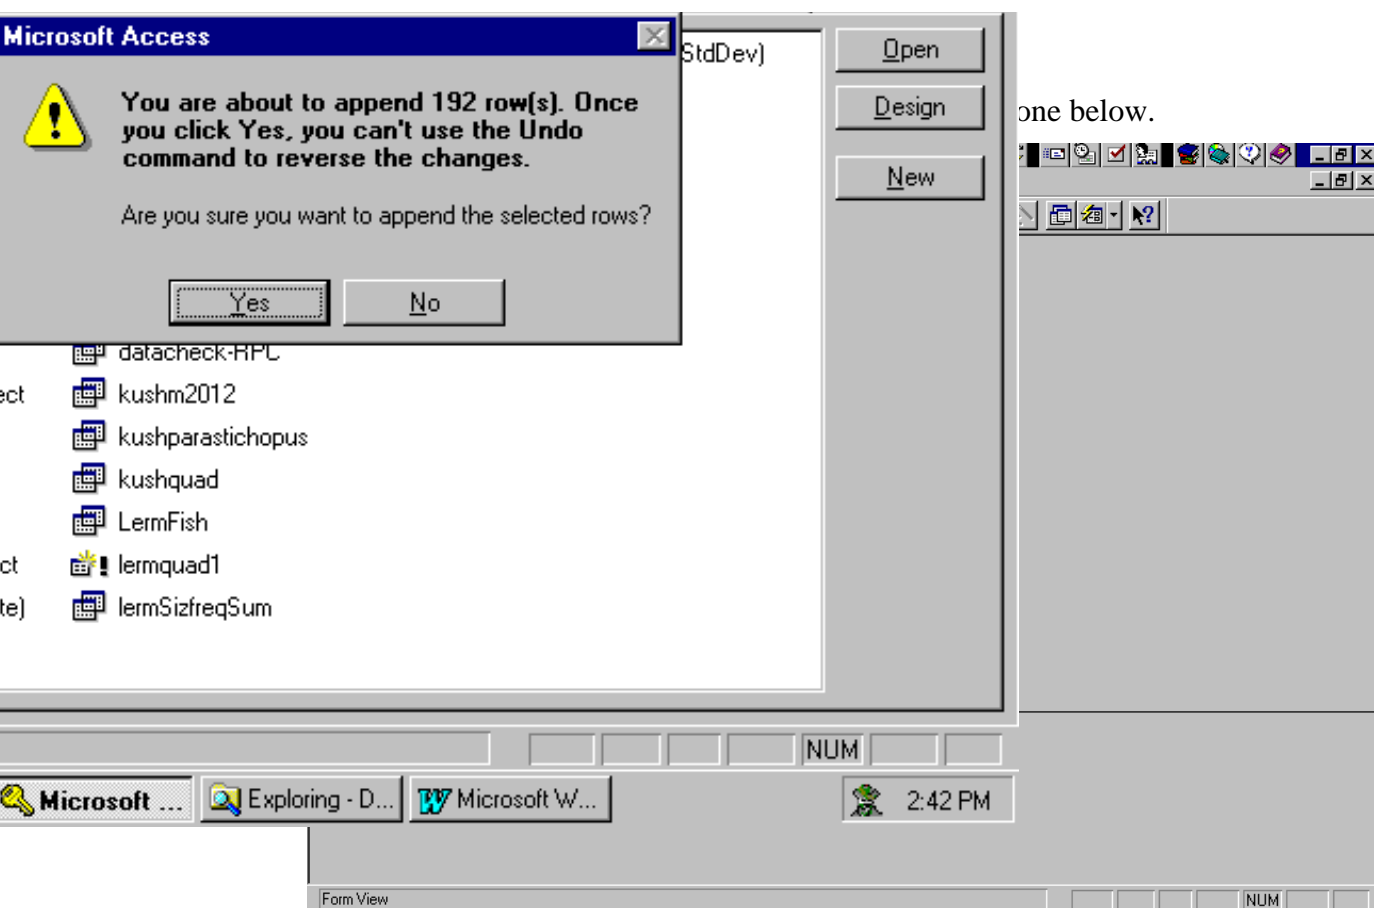 Microsoft Access
StdDev)
Open
You are about to append 192 row(s). Once
you click Yes, you can't use the Undo
command to reverse the changes.
Design
one below.
New
Are you sure you want to append the selected rows?
Yes
No
datacheck-RPC
ect
kushm2012
kushparastichopus
kushquad
LermFish
ct
lermquad1
te)
lermSizfreqSum
NUM
Microsoft ...
Exploring - D...
Microsoft W...
2:42 PM
Form View
NUM